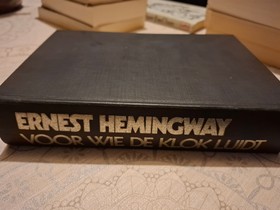 ERNEST HEMINGWAY
VOOR WIE DE KLOK LUIDT